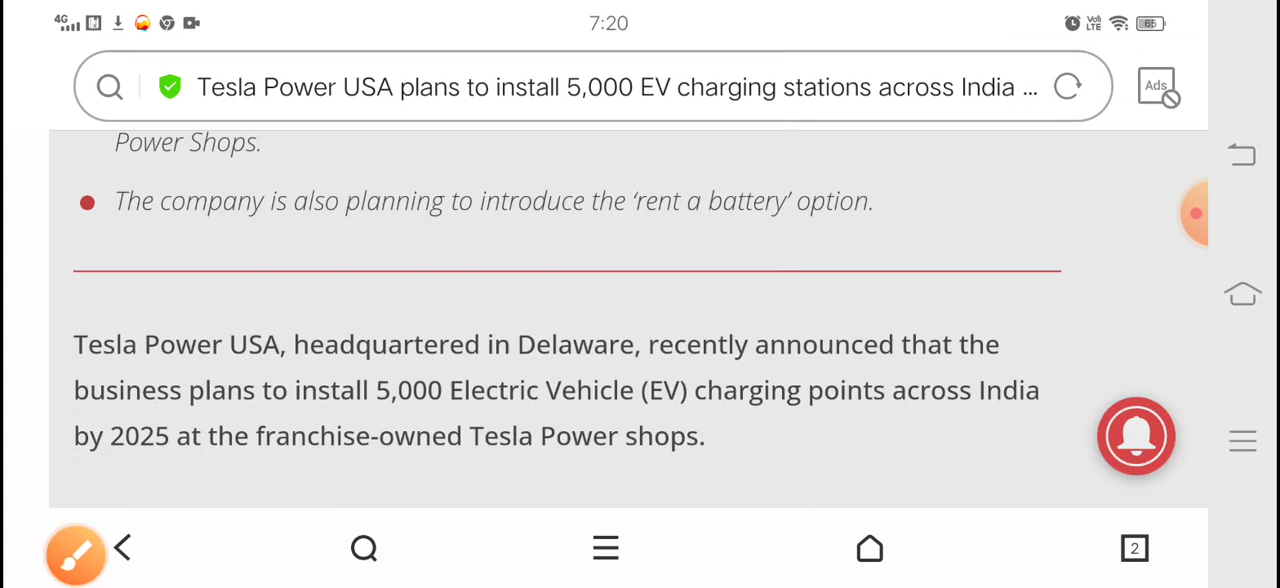 4G 7:20 Vol) LTE 65
Tesla Power USA plans to install 5,000 EV charging stations across India ... Ads
Power Shops.
The company is also planning to introduce the ‘rent a battery’ option.
Tesla Power USA, headquartered in Delaware, recently announced that the
business plans to install 5,000 Electric Vehicle (EV) charging points across India
by 2025 at the franchise-owned Tesla Power shops.
2